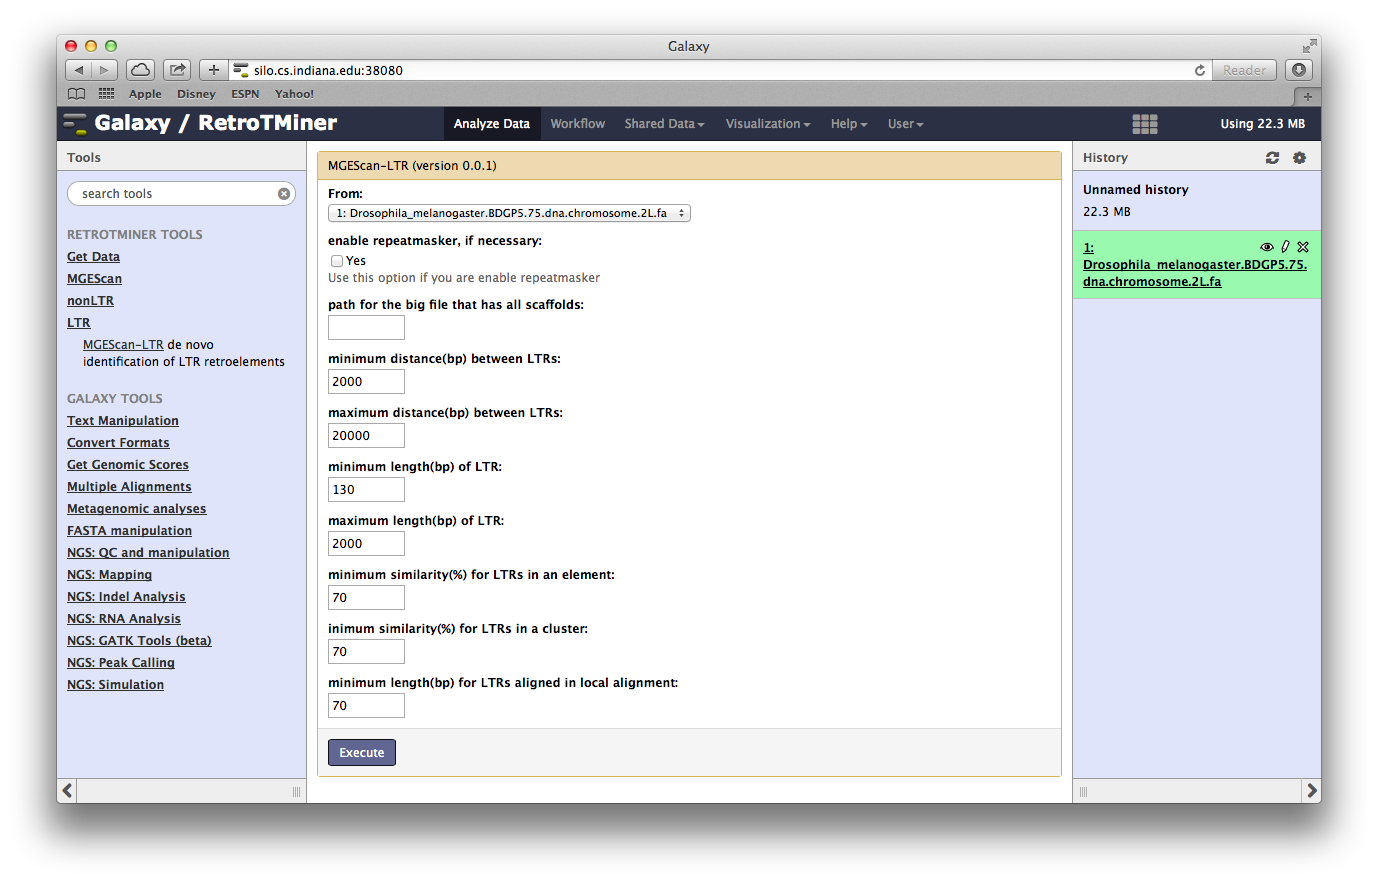 Galaxy
silo.cs.indiana.edu:38080
Reader
Apple Disney ESPN Yahoo!
Galaxy / RetroTMiner
Analyze Data Workflow Shared Data Visualization Help User
Using 22.3 MB
Tools
search tools
RETROTMINER TOOLS
Get Data
MGEScan
nonLTR
LTR
MGEScan-LTR de novo
identification of LTR retroelements
GALAXY TOOLS
Text Manipulation
Convert Formats
Get Genomic Scores
Multiple Alignments
Metagenomic analyses
FASTA manipulation
NGS: QC and manipulation
NGS: Mapping
NGS: Indel Analysis
NGS: RNA Analysis
NGS: GATK Tools (beta)
NGS: Peak Calling
NGS: Simulation
MGEScan-LTR (version 0.0.1)
From:
1: Drosophila_melanogaster.BDGP5.75.dna.chromosome.2L.fa
enable repeatmasker, if necessary:
Yes
Use this option if you are enable repeatmasker
path for the big file that has all scaffolds:
minimum distance(bp) between LTRs:
2000
maximum distance(bp) between LTRs:
20000
minimum length(bp) of LTR:
130
maximum length(bp) of LTR:
2000
minimum similarity(%) for LTRs in an element:
70
inimum similarity(%) for LTRs in a cluster:
70
minimum length(bp) for LTRs aligned in local alignment:
70
Execute
History
Unnamed history
22.3 MB
1:
Drosophila_melanogaster.BDGP5.75.
dna.chromosome.2L.fa